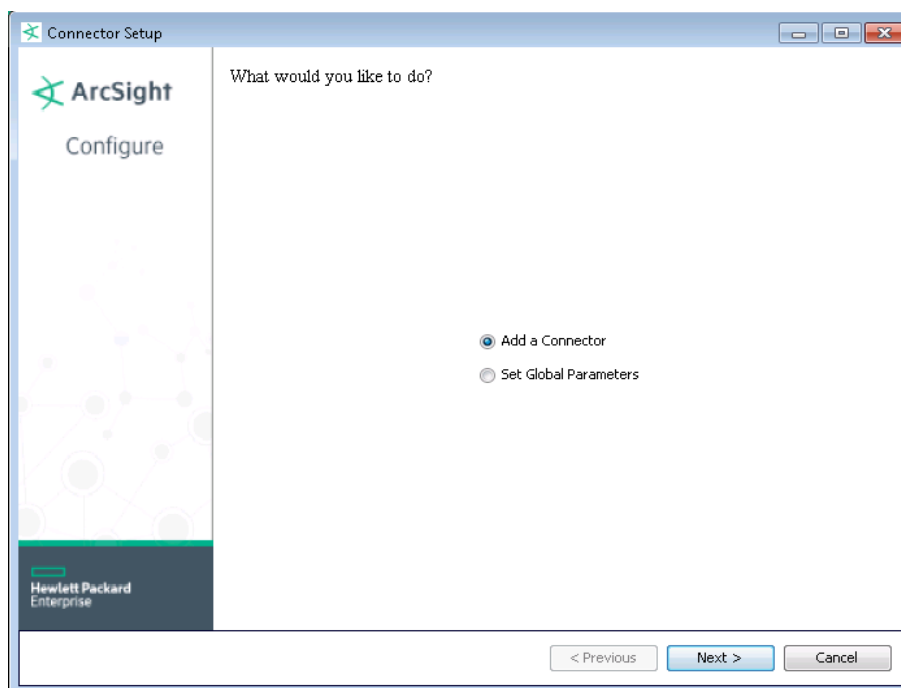 Connector Setup
ArcSight
Configure
What would you like to do?
Add a Connector
Set Global Parameters
Hewlett Packard
Enterprise
< Previous
Next >
Cancel